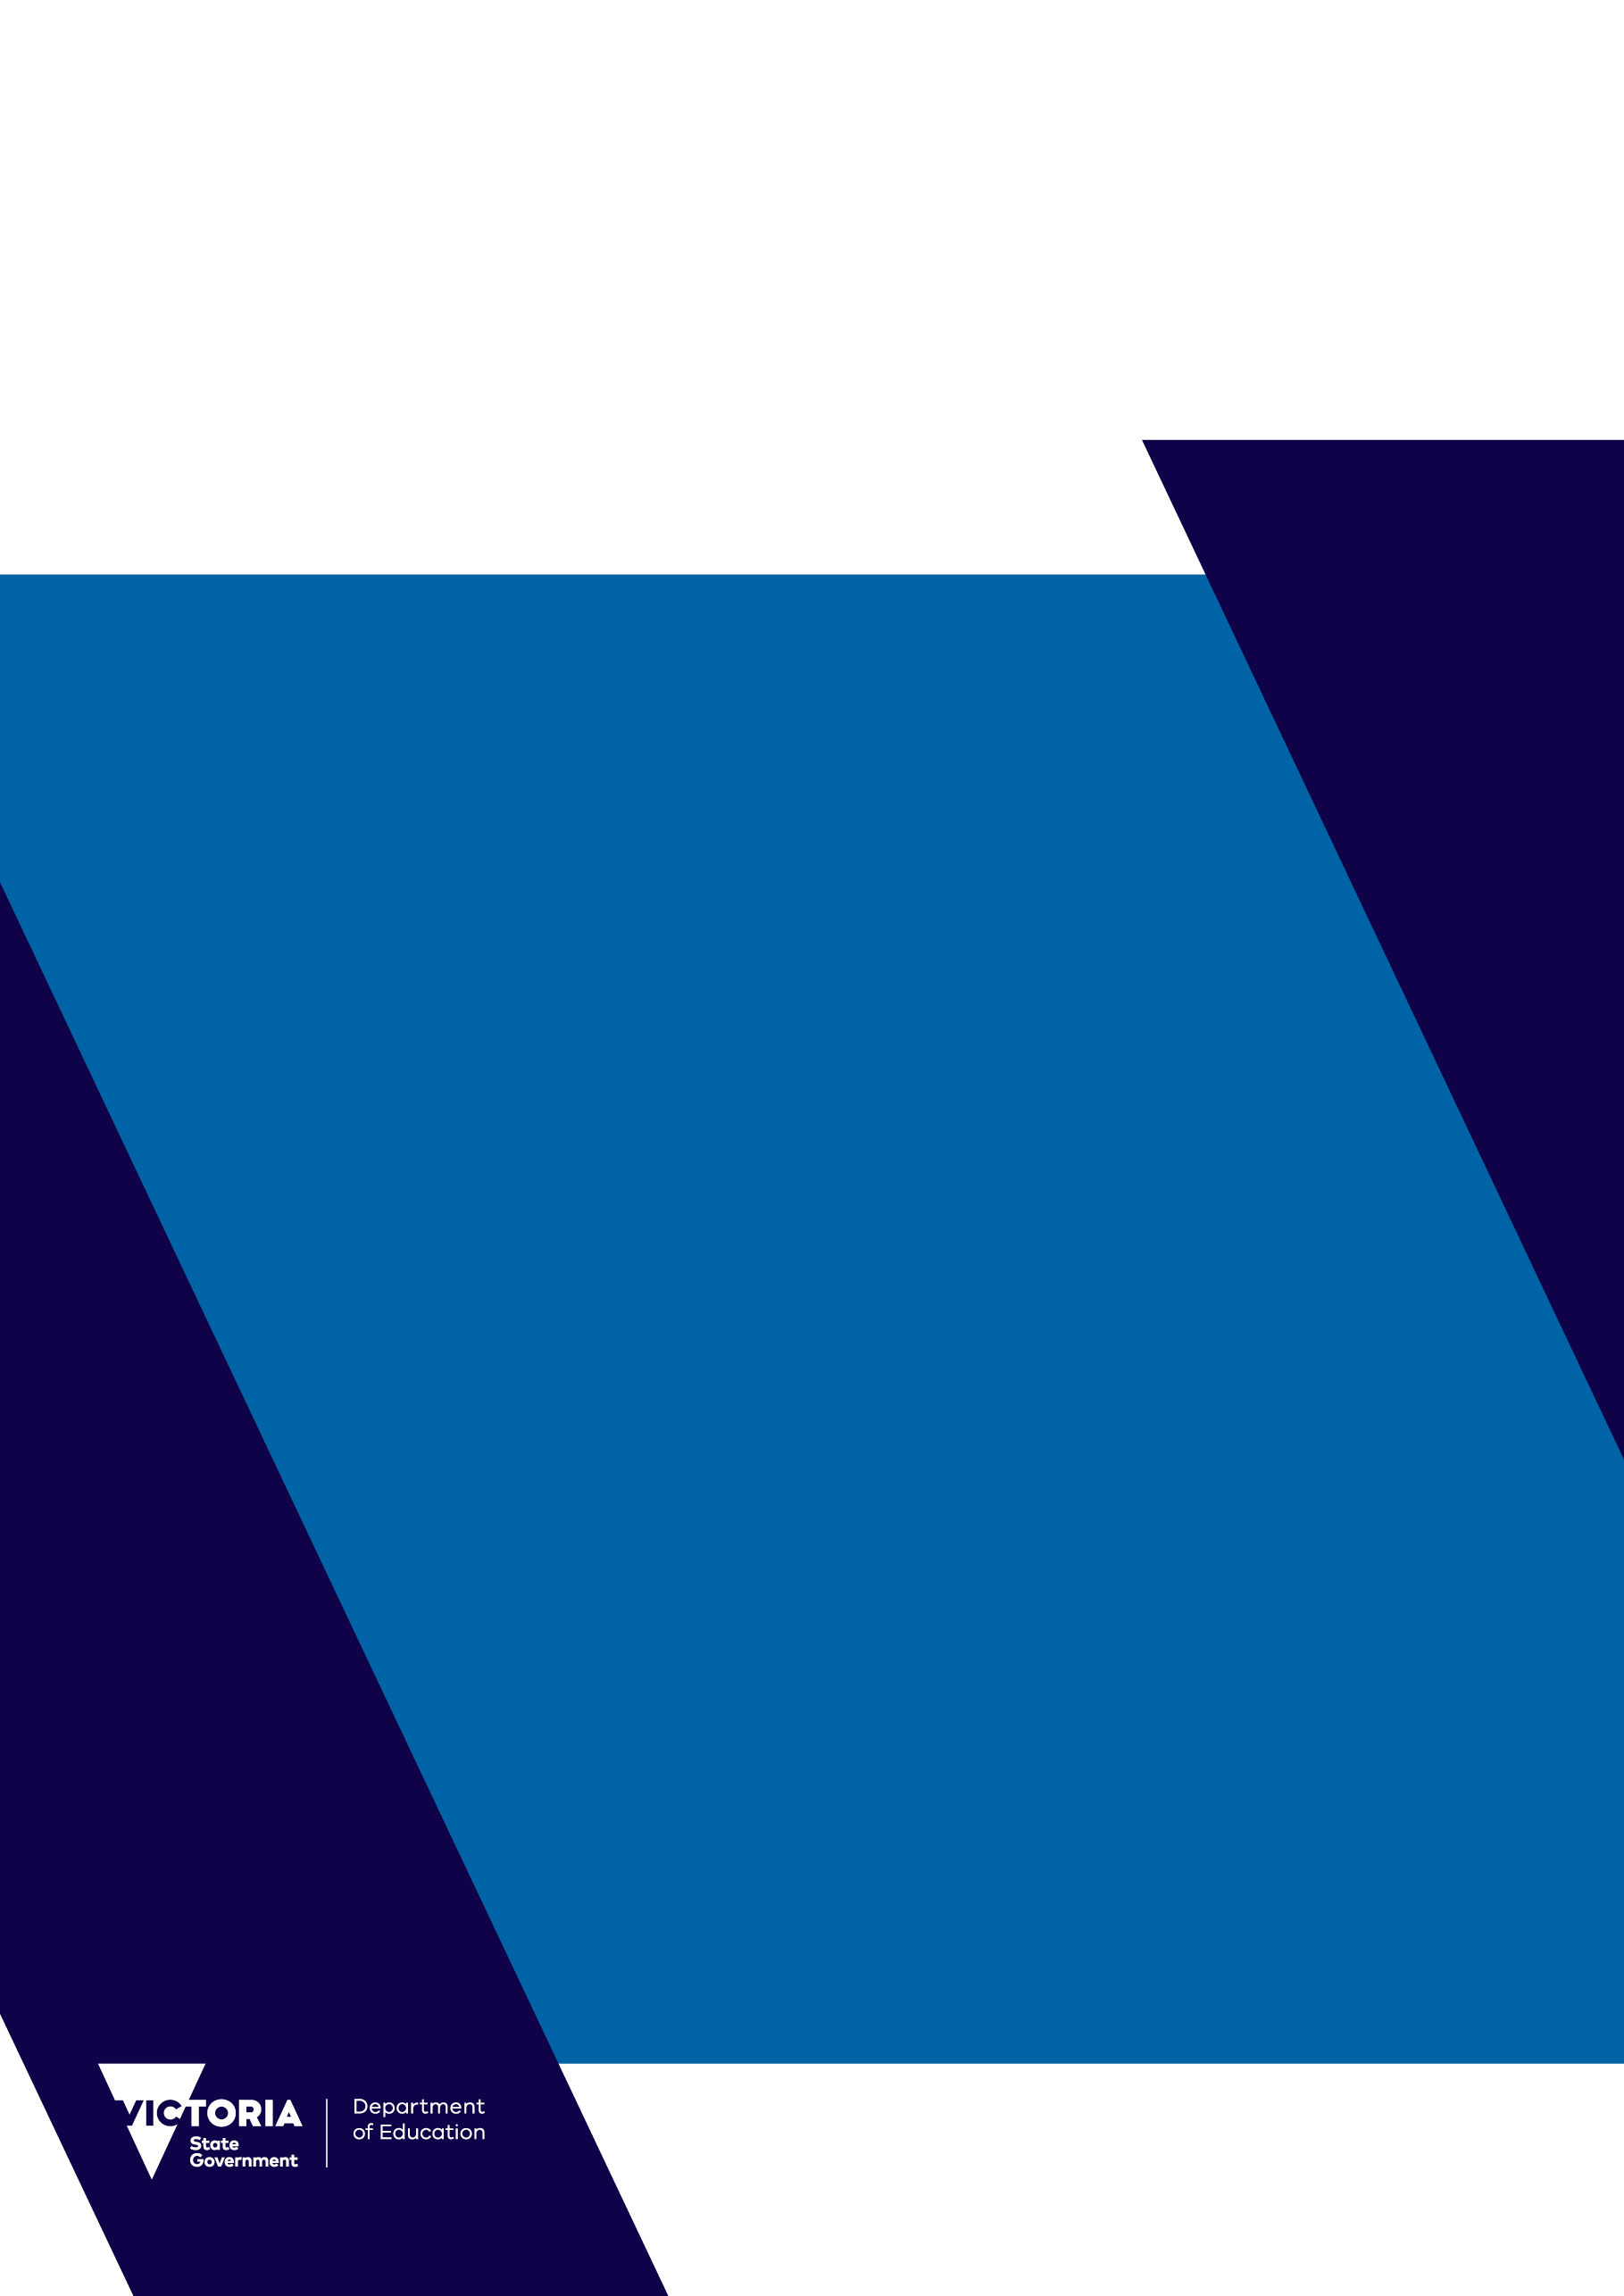 VICTORIA
State
Government
Department
of Education